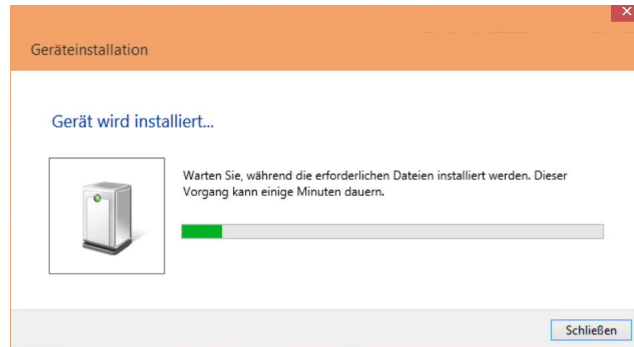 Geräteinstallation
Gerät wird installiert...
Warten Sie, während die erforderlichen Dateien installiert werden. Dieser
Vorgang kann einige Minuten dauern.
Schließen